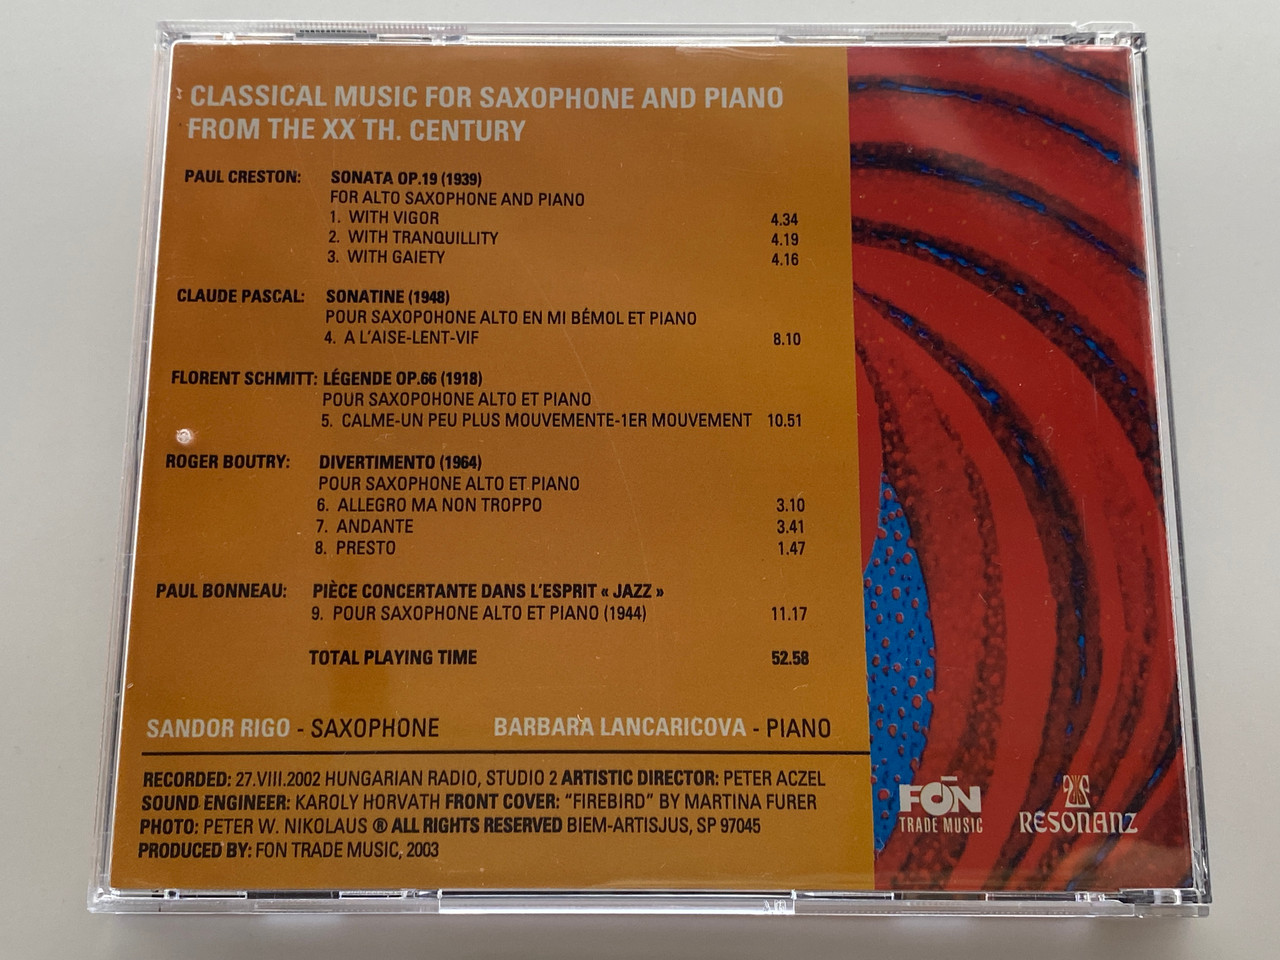 CLASSICAL MUSIC FOR SAXOPHONE AND PIANO
FROM THE XX TH. CENTURY
PAUL CRESTON: SONATA OP.19 (1939)
FOR ALTO SAXOPHONE AND PIANO
1. WITH VIGOR 4.34
2. WITH TRANQUILLITY 4.19
3. WITH GAIETY 4.16
CLAUDE PASCAL: SONATINE (1948)
POUR SAXOPOHONE ALTO EN MI BÉMOL ET PIANO
4. A L'AISE-LENT-VIF 8.10
FLORENT SCHMITT: LÉGENDE OP.66 (1918)
POUR SAXOPOHONE ALTO ET PIANO
5. CALME-UN PEU PLUS MOUVEMENTE-1ER MOUVEMENT 10.51
ROGER BOUTRY: DIVERTIMENTO (1964)
POUR SAXOPHONE ALTO ET PIANO
6. ALLEGRO MA NON TROPPO 3.10
7. ANDANTE 3.41
8. PRESTO 1.47
PAUL BONNEAU: PIÈCE CONCERTANTE DANS L'ESPRIT « JAZZ »
9. POUR SAXOPHONE ALTO ET PIANO (1944) 11.17
TOTAL PLAYING TIME 52.58
SANDOR RIGO - SAXOPHONE BARBARA LANCARICOVA - PIANO
RECORDED: 27.VIII.2002 HUNGARIAN RADIO, STUDIO 2 ARTISTIC DIRECTOR: PETER ACZEL
SOUND ENGINEER: KAROLY HORVATH FRONT COVER: "FIREBIRD" BY MARTINA FURER
PHOTO: PETER W. NIKOLAUS ® ALL RIGHTS RESERVED BIEM-ARTISJUS, SP 97045
PRODUCED BY: FON TRADE MUSIC, 2003
FŌN
TRADE MUSIC
RESONANZ